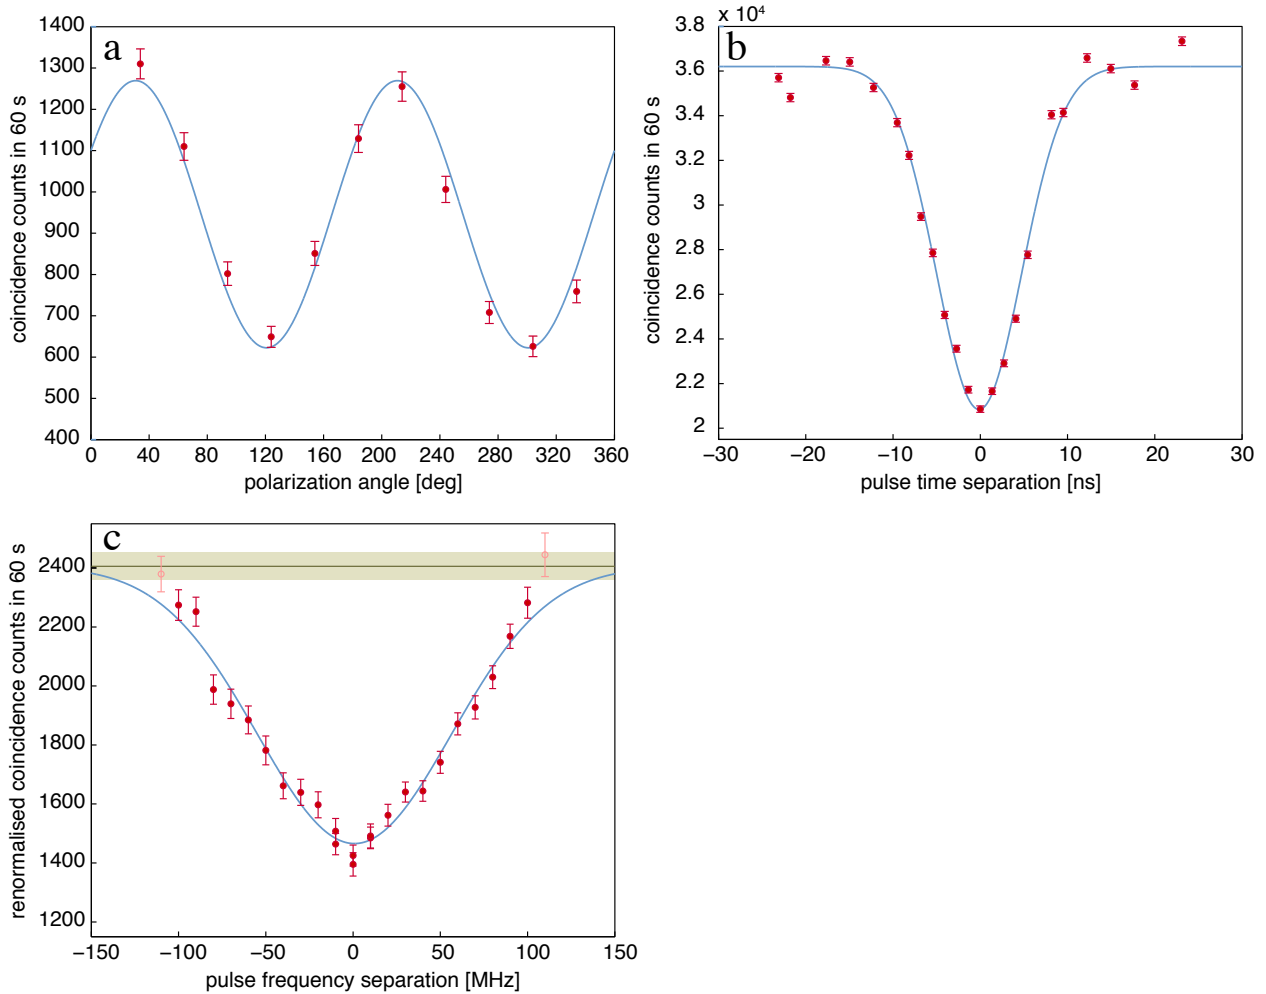 a
1400
1300
1200
1100
1000
900
800
700
600
500
400
0 40 80 120 160 200 240 280 320 360
polarization angle [deg]
coincidence counts in 60 s
b
x 10⁴
3.8
3.6
3.4
3.2
3
2.8
2.6
2.4
2.2
2
−30 −20 −10 0 10 20 30
pulse time separation [ns]
coincidence counts in 60 s
c
2400
2200
2000
1800
1600
1400
1200
−150 −100 −50 0 50 100 150
pulse frequency separation [MHz]
renormalised coincidence counts in 60 s